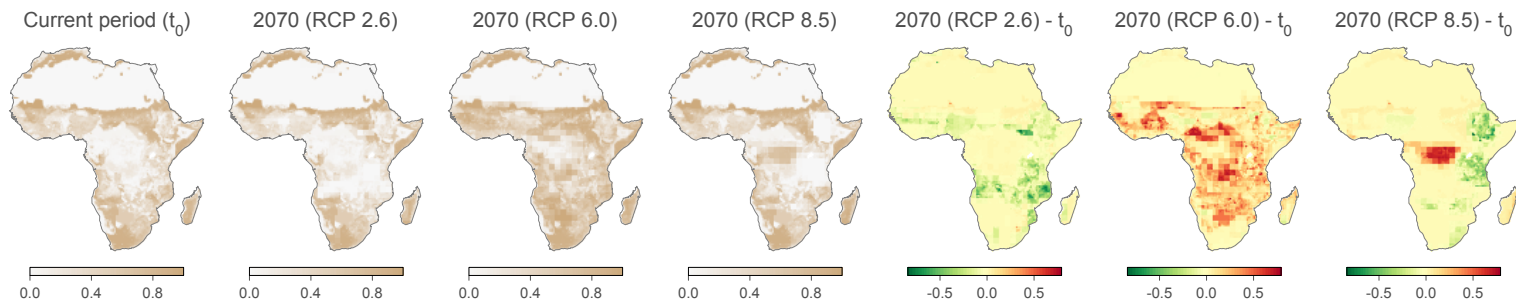 Current period (t0)
2070 (RCP 2.6)
2070 (RCP 6.0)
2070 (RCP 8.5)
2070 (RCP 2.6) - t0
2070 (RCP 6.0) - t0
2070 (RCP 8.5) - t0
0.0 0.4 0.8
0.0 0.4 0.8
0.0 0.4 0.8
0.0 0.4 0.8
-0.5 0.0 0.5
-0.5 0.0 0.5
-0.5 0.0 0.5